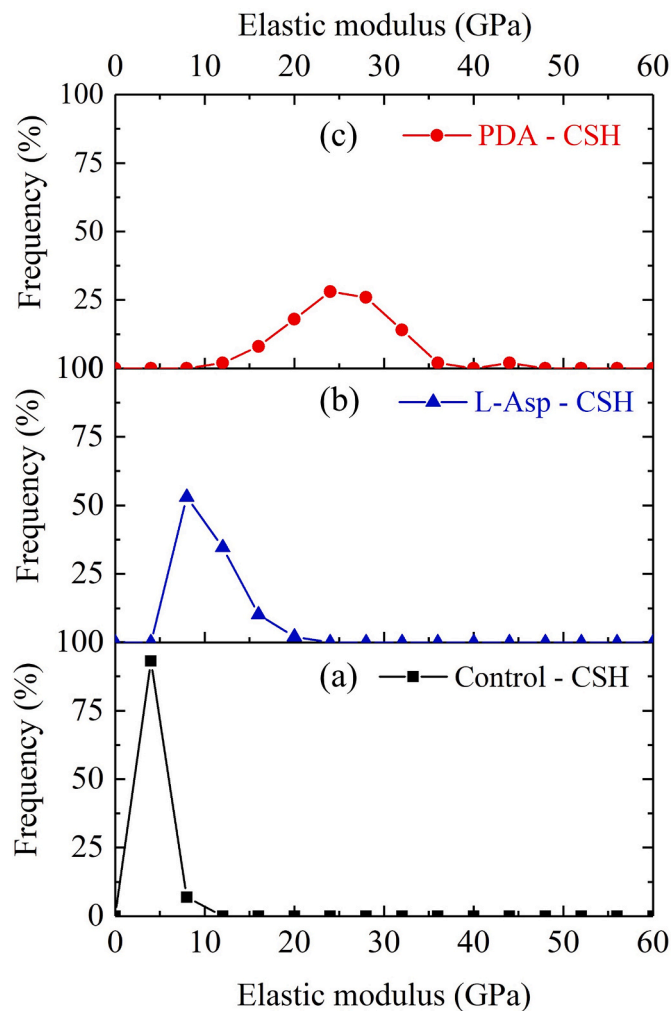 Elastic modulus (GPa)
0 10 20 30 40 50 60
100
75
50
25
Frequency (%)
(c)
PDA - CSH
100
75
50
25
Frequency (%)
(b)
L-Asp - CSH
100
75
50
25
0
Frequency (%)
(a)
Control - CSH
0 10 20 30 40 50 60
Elastic modulus (GPa)